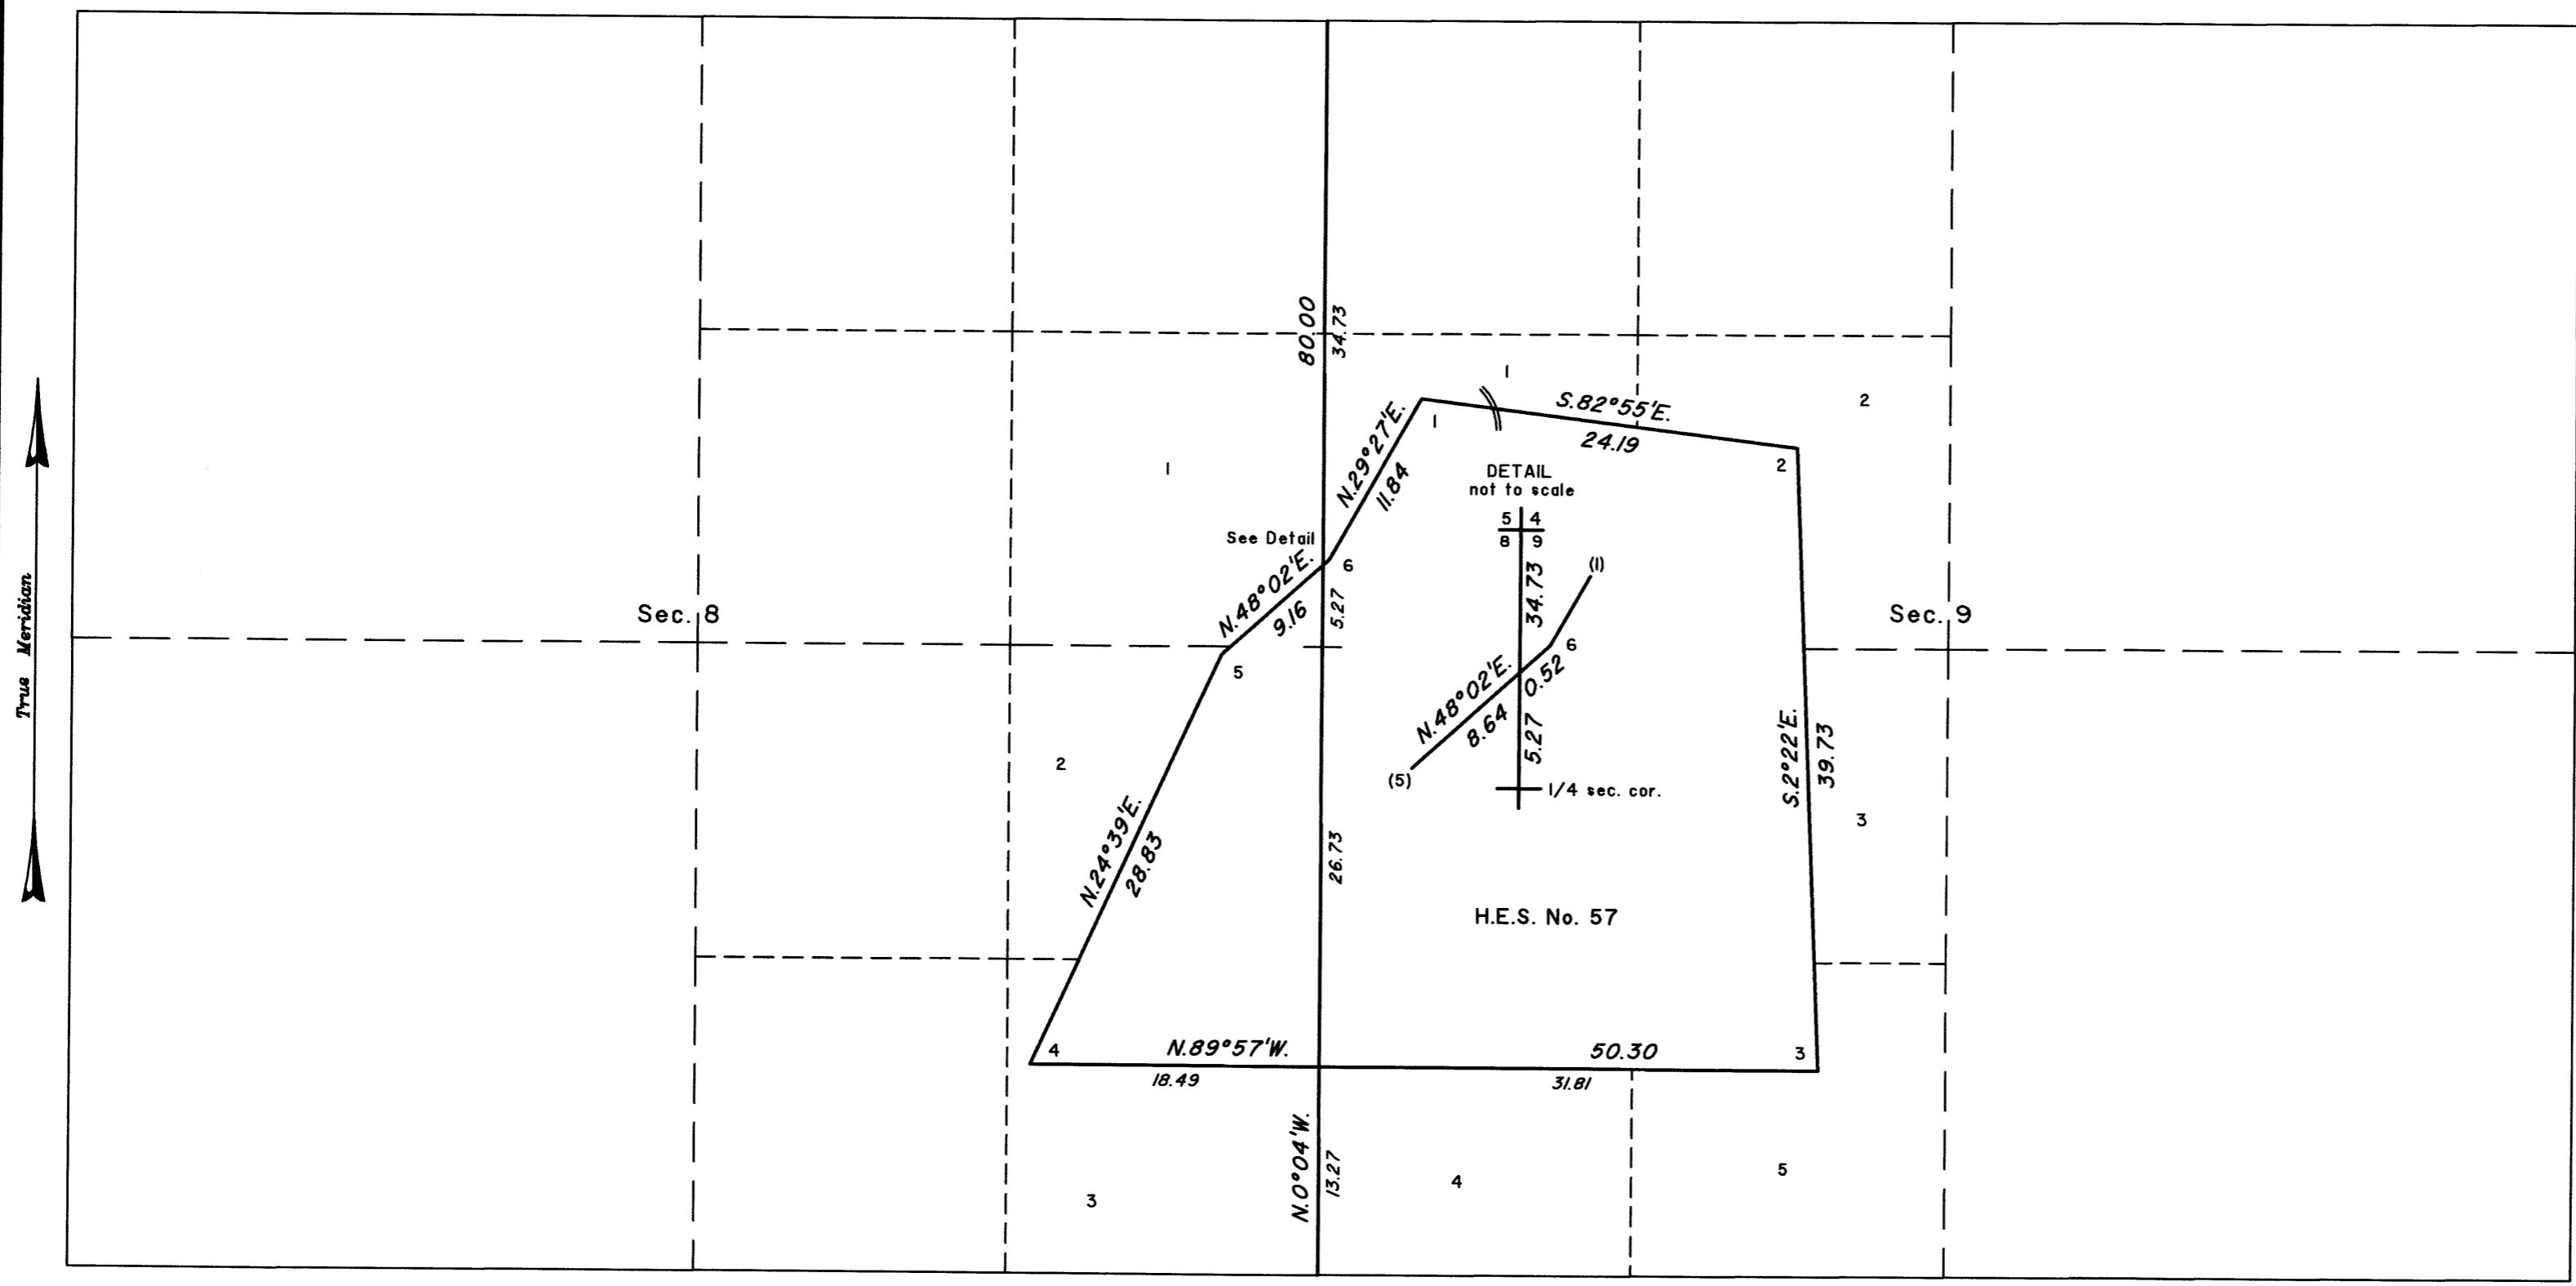 80.00
34.73
1
S.82°55'E.
24.19
2
N.29°27'E.
11.84
1
2
1
DETAIL
not to scale
5 4
8 9
34.73
(1)
6
N.48°02'E.
0.52
8.64
5.27
(5)
1/4 sec. cor.
See Detail
6
N.48°02'E.
9.16
5.27
Sec. 8
Sec. 9
True Meridian
5
2
S.2°22'E.
39.73
3
N.24°39'E.
28.83
26.73
H.E.S. No. 57
4
N.89°57'W.
50.30
3
18.49
31.81
N.0°04'W.
13.27
3
4
5